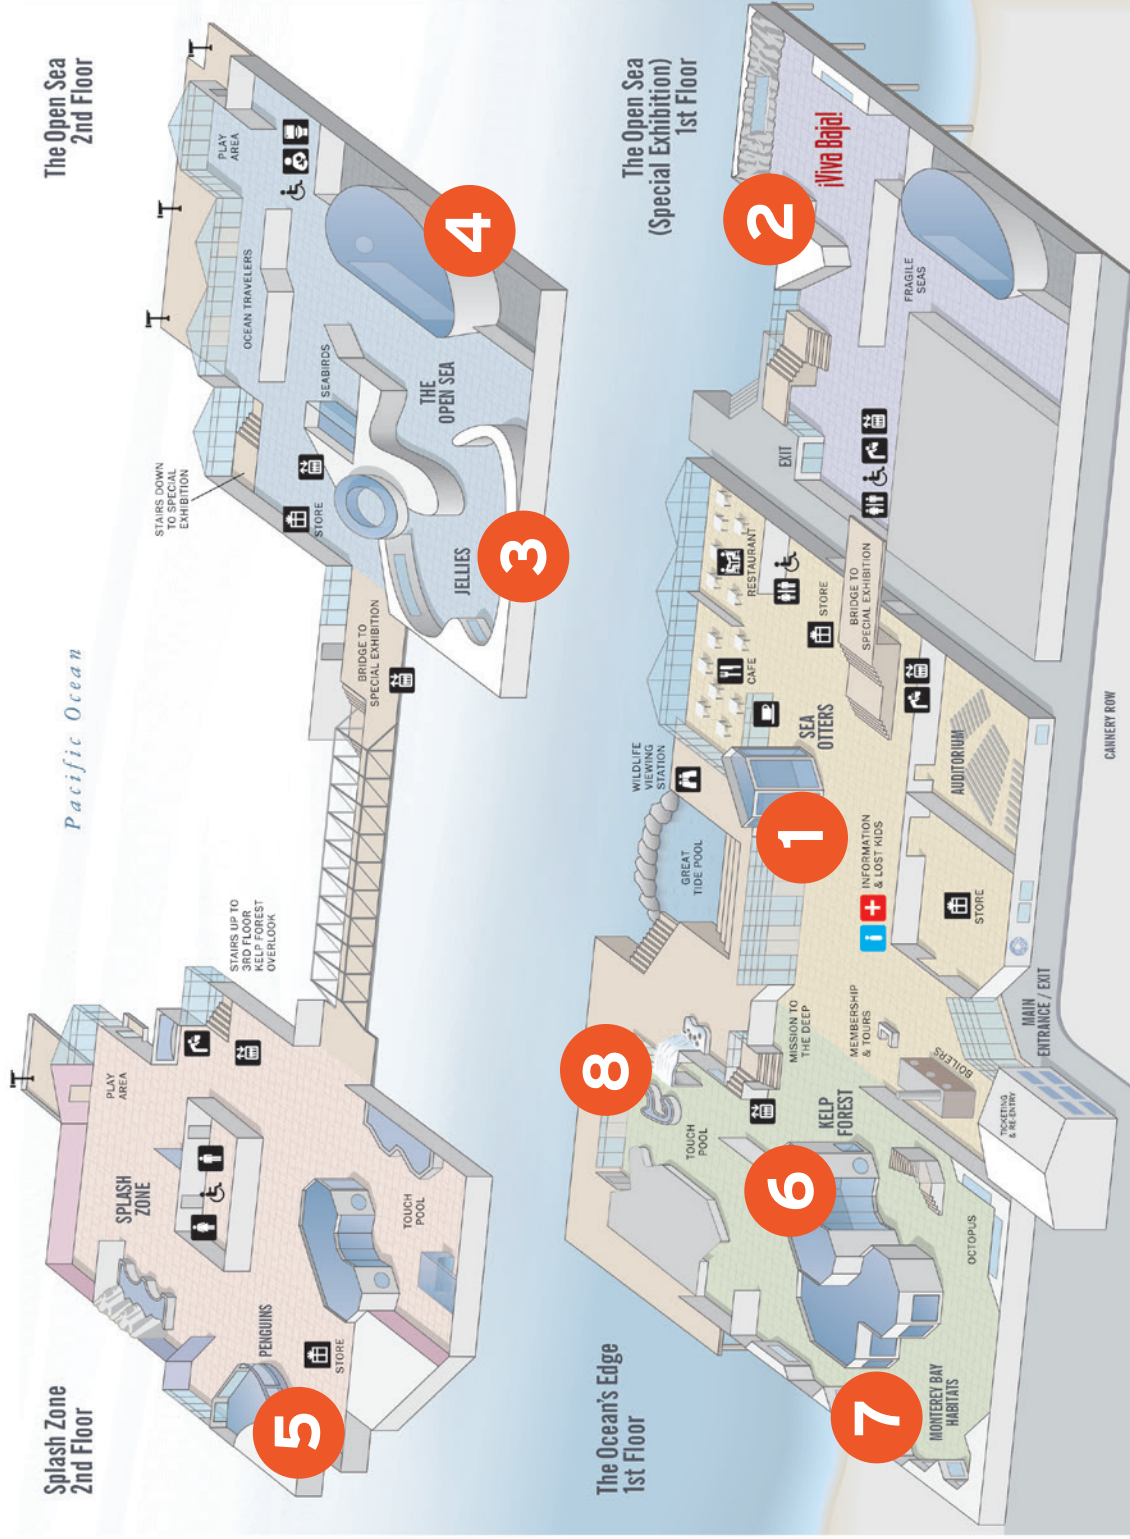 Pacific Ocean
Splash Zone
2nd Floor
The Open Sea
2nd Floor
PLAY
AREA
SPLASH
ZONE
PENGUINS
STORE
TOUCH
POOL
STAIRS UP TO
3RD FLOOR
KELP FOREST
OVERLOOK
5
STAIRS DOWN
TO SPECIAL
EXHIBITION
BRIDGE TO
SPECIAL EXHIBITION
STORE
JELLIES
3
SEABIRDS
THE
OPEN SEA
OCEAN TRAVELERS
PLAY
AREA
4
The Ocean's Edge
1st Floor
The Open Sea
(Special Exhibition)
1st Floor
8
TOUCH
POOL
6
KELP
FOREST
7
MONTEREY BAY
HABITATS
OCTOPUS
MISSION TO
THE DEEP
MEMBERSHIP
& TOURS
BOILERS
TICKETING
& RE-ENTRY
MAIN
ENTRANCE / EXIT
GREAT
TIDE POOL
WILDLIFE
VIEWING
STATION
1
SEA
OTTERS
i
INFORMATION
& LOST KIDS
STORE
AUDITORIUM
CAFE
RESTAURANT
STORE
BRIDGE TO
SPECIAL EXHIBITION
EXIT
2
¡Viva Baja!
FRAGILE
SEAS
CANNERY ROW